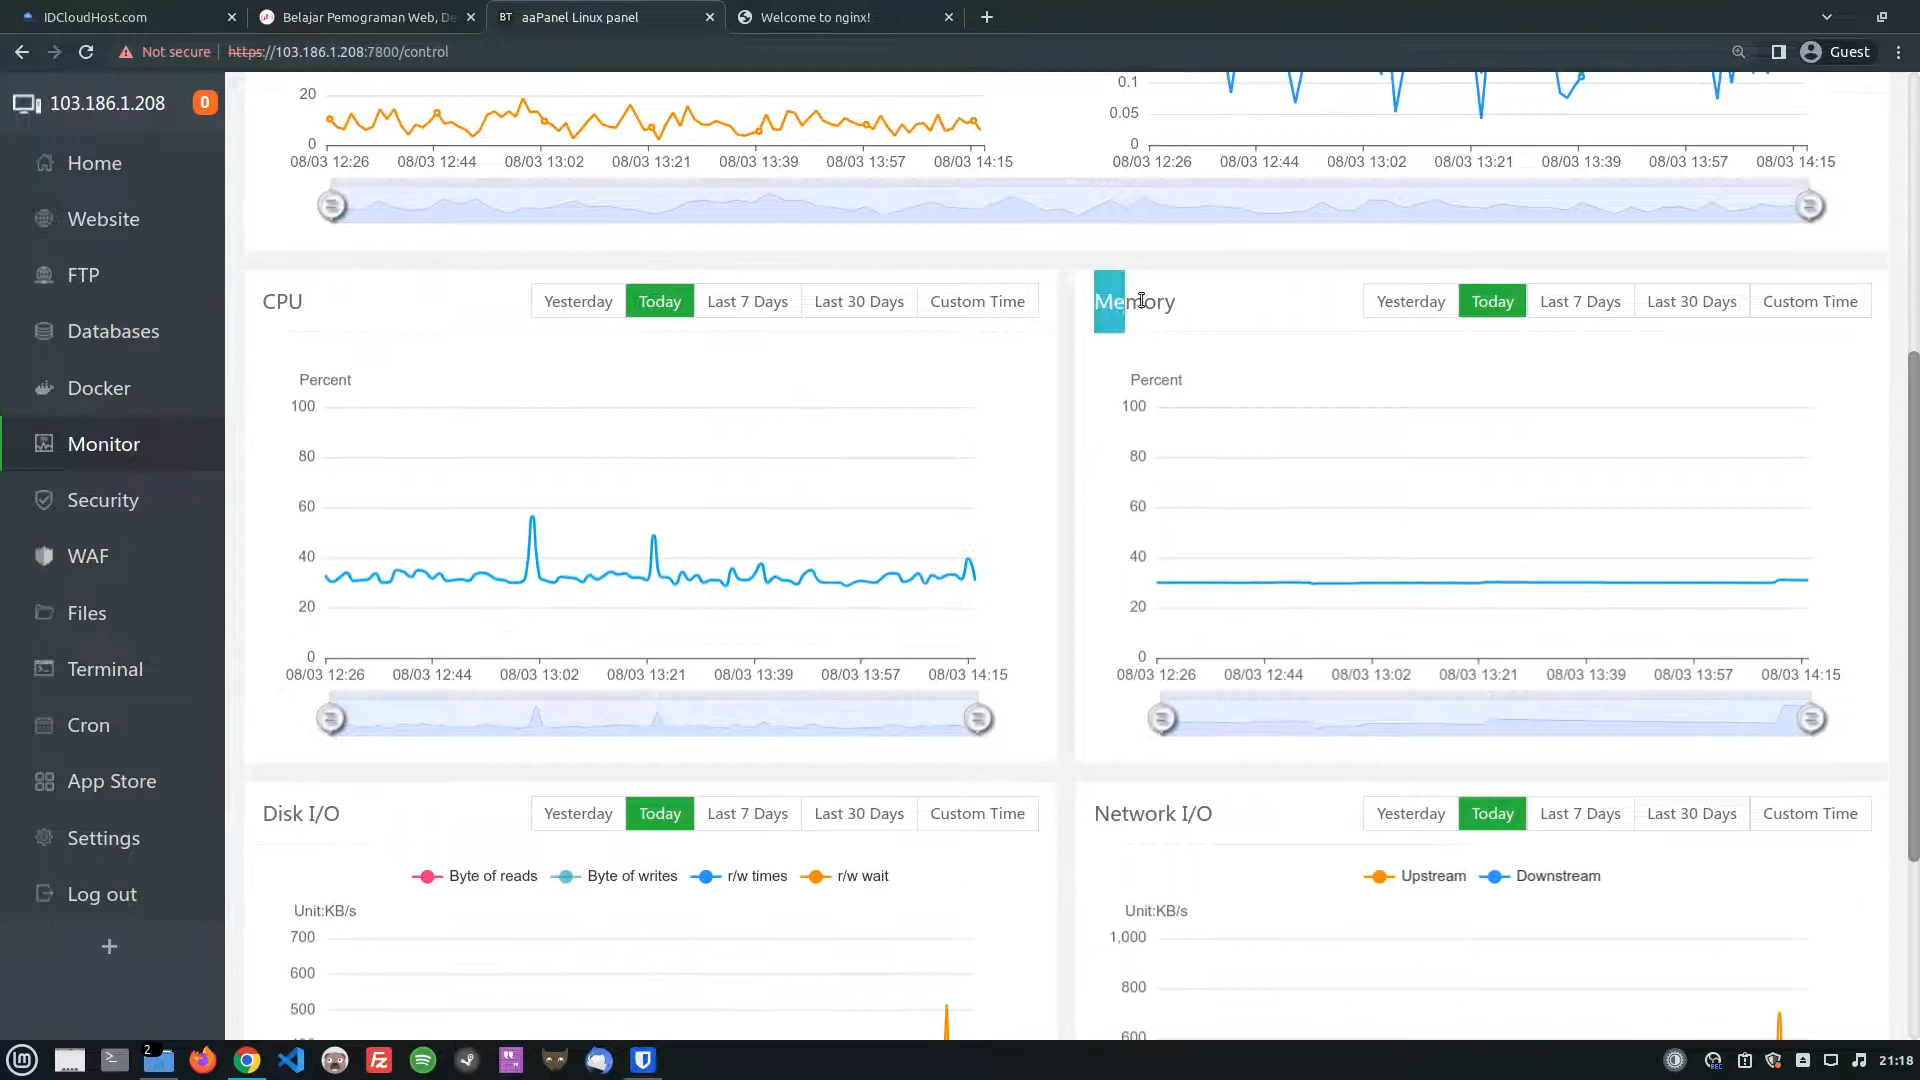 IDCloudHost.com
Belajar Pemograman Web, De
BT aaPanel Linux panel
Welcome to nginx!
Not secure https://103.186.1.208:7800/control
Guest
103.186.1.208 0
Home
Website
FTP
Databases
Docker
Monitor
Security
WAF
Files
Terminal
Cron
App Store
Settings
Log out
20
0
08/03 12:26 08/03 12:44 08/03 13:02 08/03 13:21 08/03 13:39 08/03 13:57 08/03 14:15
0.1
0.05
0
08/03 12:26 08/03 12:44 08/03 13:02 08/03 13:21 08/03 13:39 08/03 13:57 08/03 14:15
CPU Yesterday Today Last 7 Days Last 30 Days Custom Time
Percent
100
80
60
40
20
0
08/03 12:26 08/03 12:44 08/03 13:02 08/03 13:21 08/03 13:39 08/03 13:57 08/03 14:15
Memory Yesterday Today Last 7 Days Last 30 Days Custom Time
Percent
100
80
60
40
20
0
08/03 12:26 08/03 12:44 08/03 13:02 08/03 13:21 08/03 13:39 08/03 13:57 08/03 14:15
Disk I/O Yesterday Today Last 7 Days Last 30 Days Custom Time
Byte of reads Byte of writes r/w times r/w wait
Unit:KB/s
700
600
500
Network I/O Yesterday Today Last 7 Days Last 30 Days Custom Time
Upstream Downstream
Unit:KB/s
1,000
800
600
2
21:18